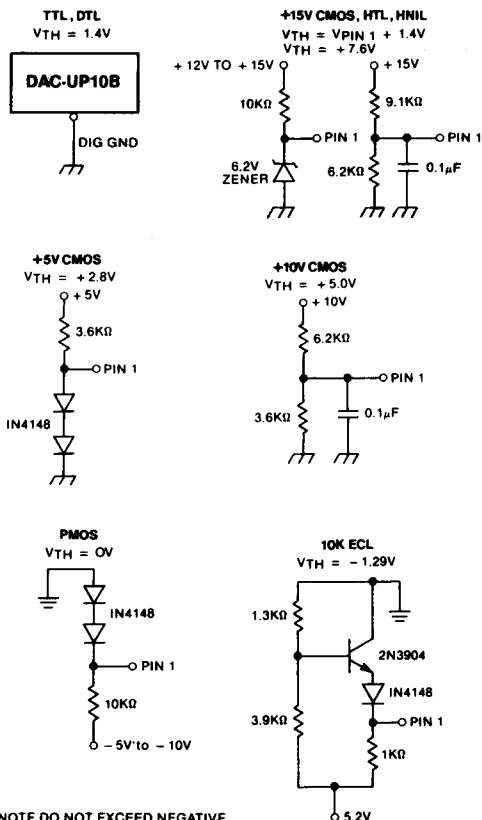 TTL, DTL
VTH = 1.4V
DAC-UP10B
DIG GND
+15V CMOS, HTL, HNIL
VTH = VPIN 1 + 1.4V
VTH = +7.6V
+ 12V TO + 15V
10KΩ
PIN 1
6.2V
ZENER
+ 15V
9.1KΩ
PIN 1
6.2KΩ
0.1μF
+5V CMOS
VTH = +2.8V
+ 5V
3.6KΩ
PIN 1
IN4148
+10V CMOS
VTH = +5.0V
+ 10V
6.2KΩ
PIN 1
3.6KΩ
0.1μF
PMOS
VTH = OV
IN4148
PIN 1
10KΩ
– 5V to – 10V
10K ECL
VTH = – 1.29V
1.3KΩ
2N3904
IN4148
3.9KΩ
PIN 1
1KΩ
5.2V
NOTE DO NOT EXCEED NEGATIVE